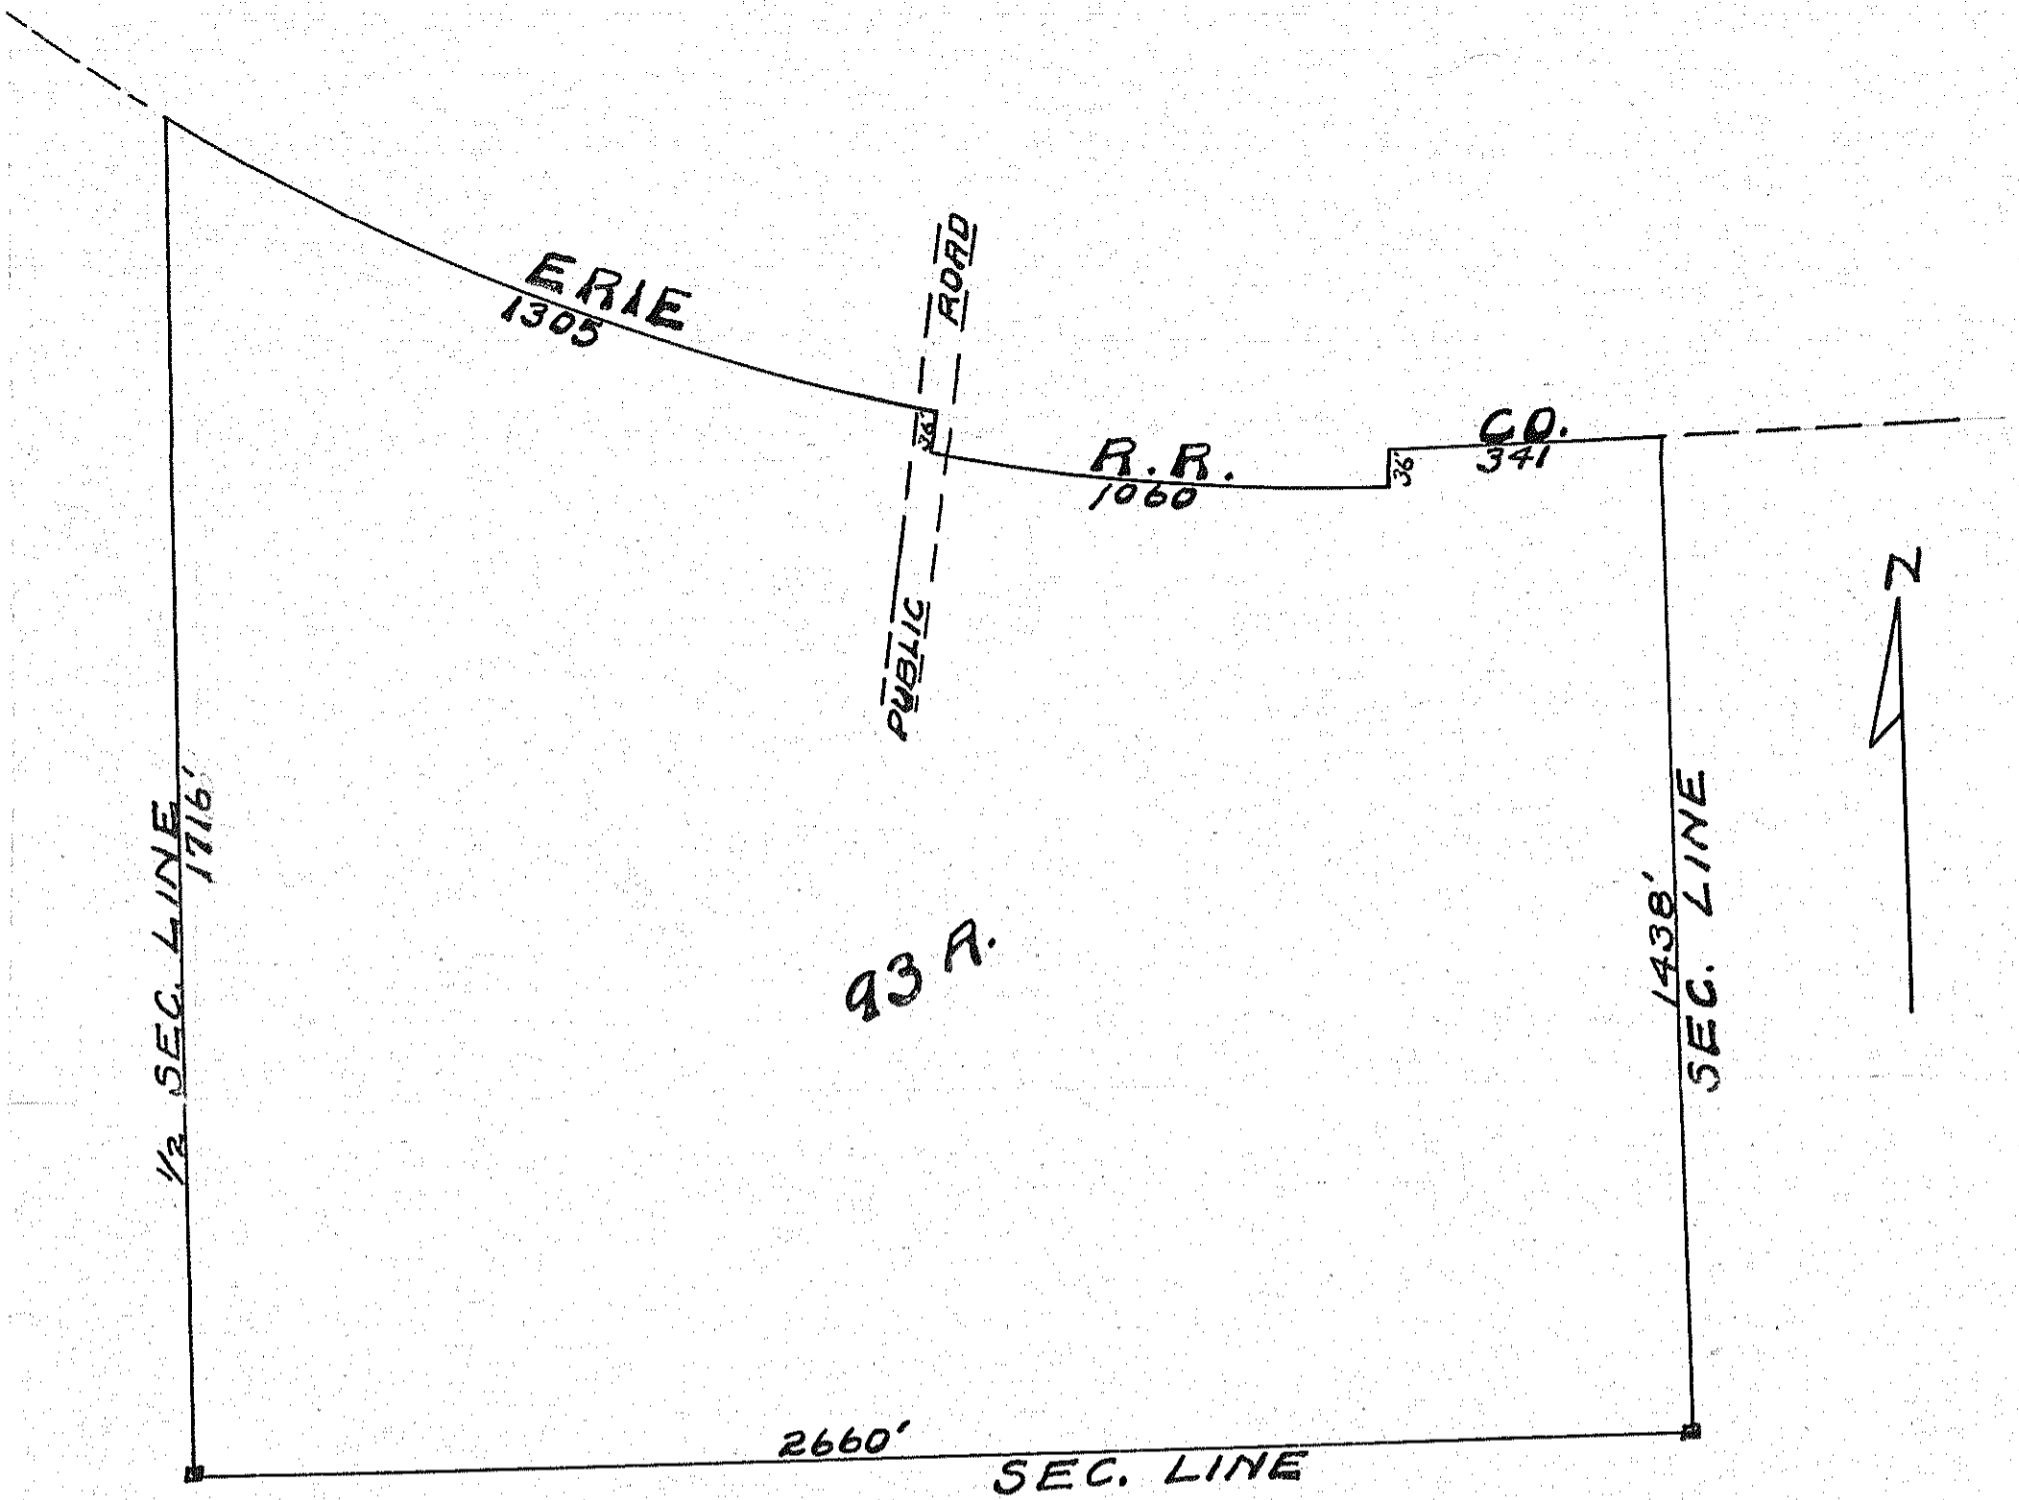 ERIE
1305
PUBLIC ROAD
36'
R.R.
1060
36'
CO.
341
N
1/2 SEC. LINE
1716'
93 A.
1438'
SEC. LINE
2660'
SEC. LINE